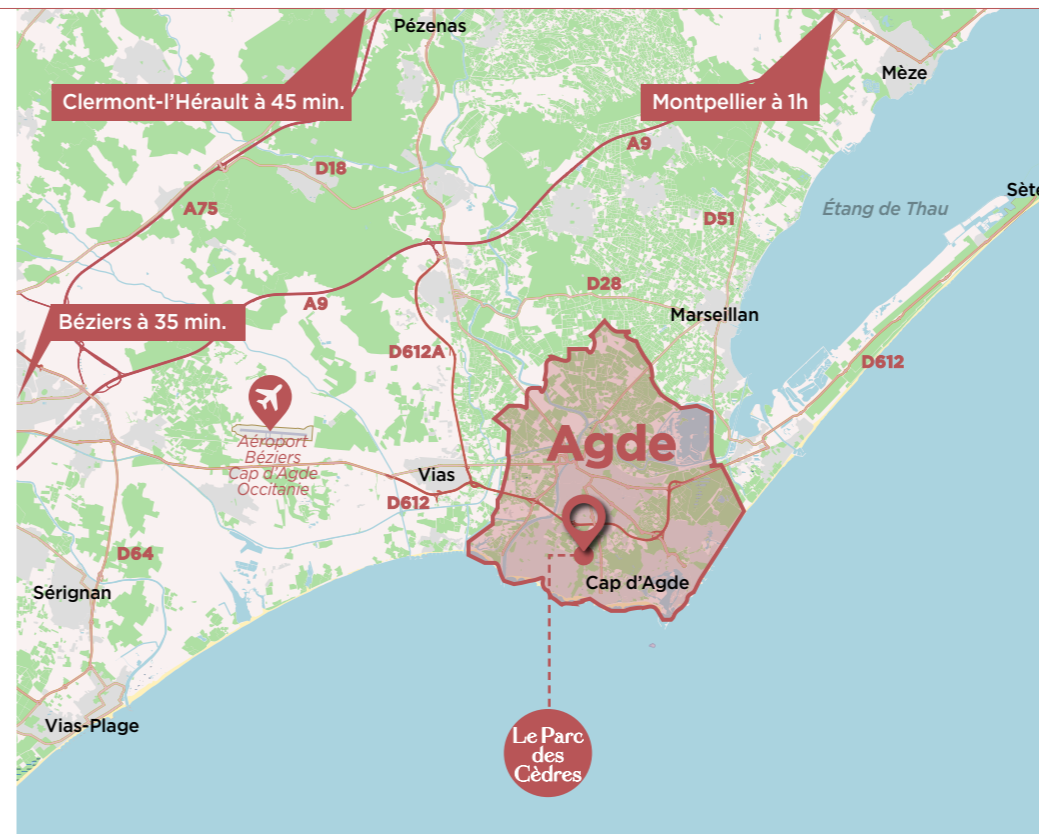 Pézenas
Mèze
Clermont-l'Hérault à 45 min.
Montpellier à 1h
A9
D18
A75
Sète
Étang de Thau
D51
D28
A9
Marseillan
Béziers à 35 min.
D612A
D612
Aéroport
Béziers
Cap d'Agde
Occitanie
Agde
Vias
D612
D64
Cap d'Agde
Sérignan
Vias-Plage
Le Parc
des
Cèdres